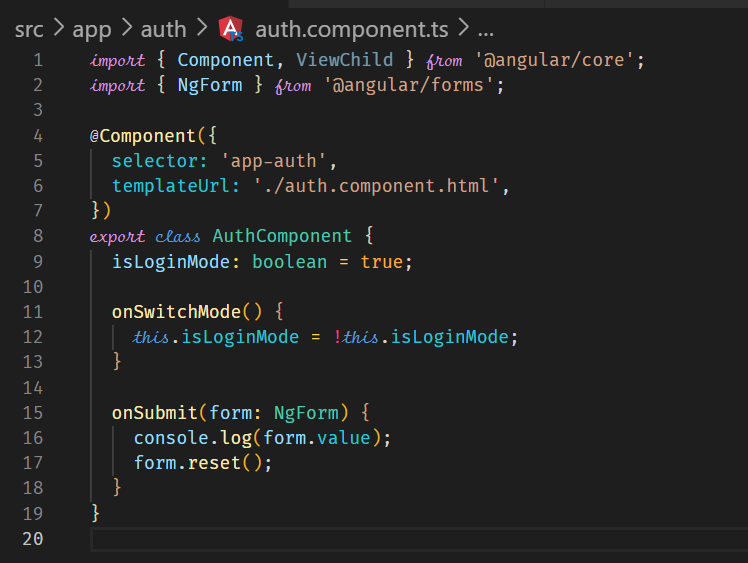 src > app > auth > auth.component.ts > ...
1 import { Component, ViewChild } from '@angular/core';
2 import { NgForm } from '@angular/forms';
3
4 @Component({
5   selector: 'app-auth',
6   templateUrl: './auth.component.html',
7 })
8 export class AuthComponent {
9   isLoginMode: boolean = true;
10
11   onSwitchMode() {
12     this.isLoginMode = !this.isLoginMode;
13   }
14
15   onSubmit(form: NgForm) {
16     console.log(form.value);
17     form.reset();
18   }
19 }
20